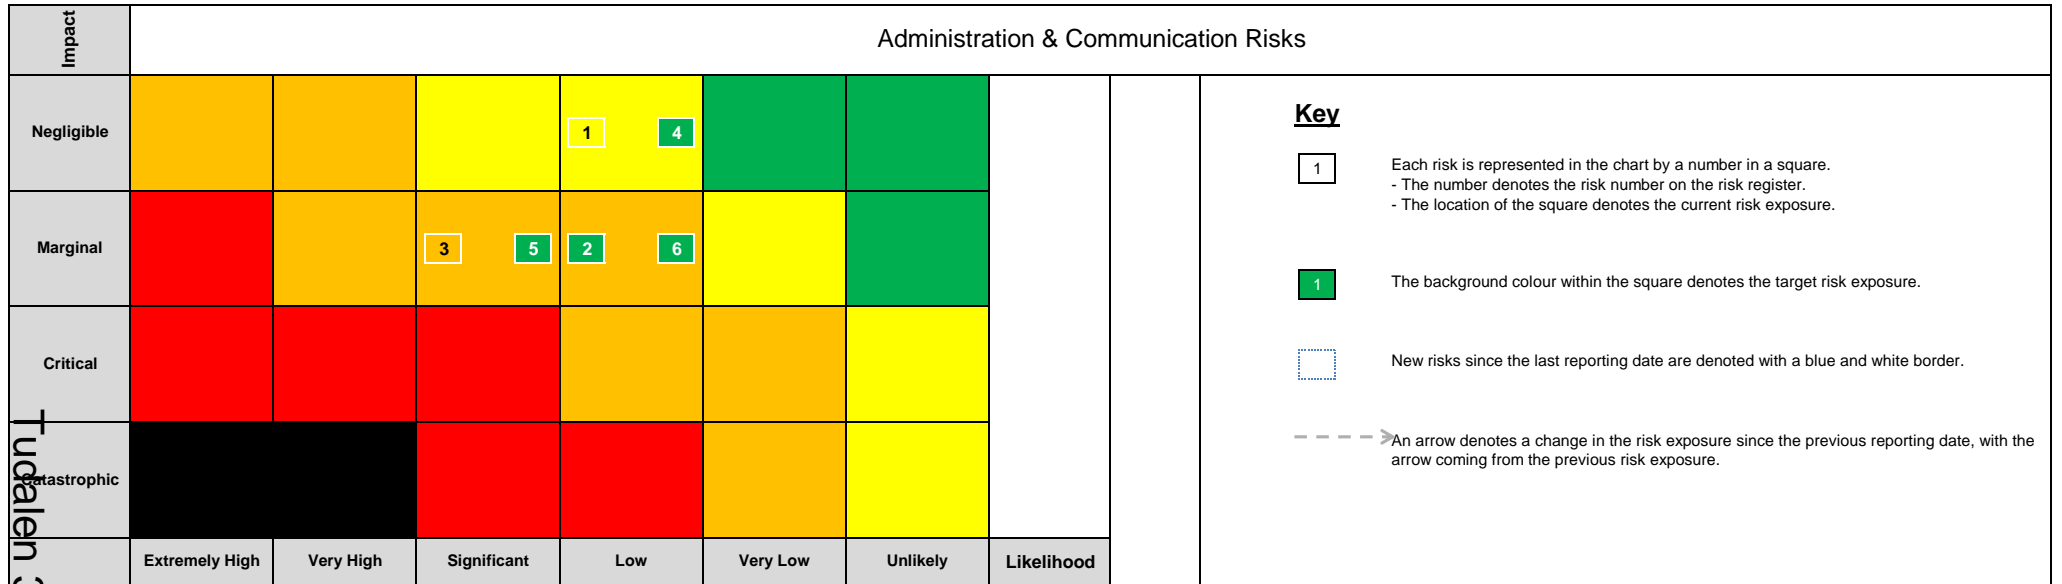 Impact
Administration & Communication Risks
Negligible
1
4
Marginal
3
5
2
6
Critical
Catastrophic
Extremely High
Very High
Significant
Low
Very Low
Unlikely
Likelihood
Tudalen
Key
1
Each risk is represented in the chart by a number in a square.
- The number denotes the risk number on the risk register.
- The location of the square denotes the current risk exposure.
1
The background colour within the square denotes the target risk exposure.
New risks since the last reporting date are denoted with a blue and white border.
An arrow denotes a change in the risk exposure since the previous reporting date, with the
arrow coming from the previous risk exposure.